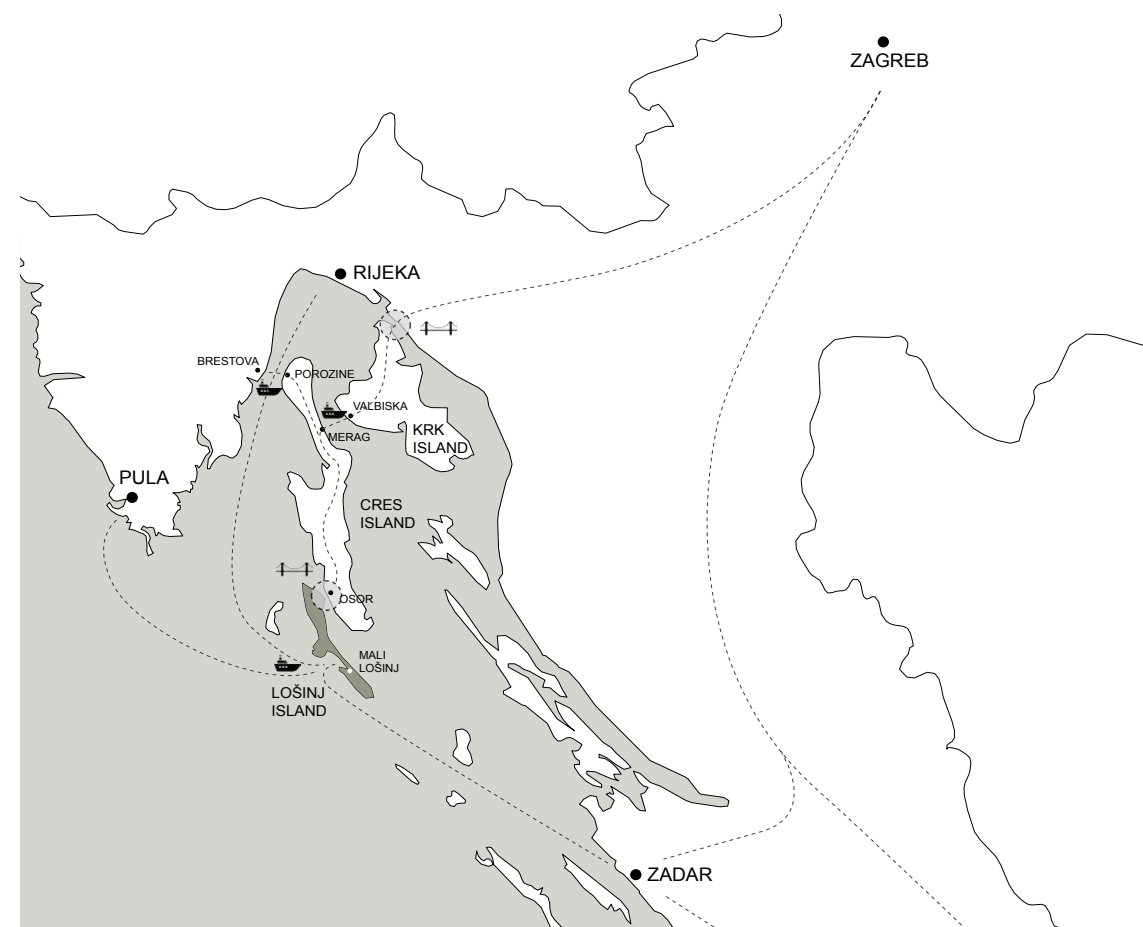 ZAGREB
RIJEKA
BRESTOVA
POROZINE
VALBISKA
MERAG
KRK
ISLAND
PULA
CRES
ISLAND
OSOR
MALI
LOŠINJ
LOŠINJ
ISLAND
ZADAR